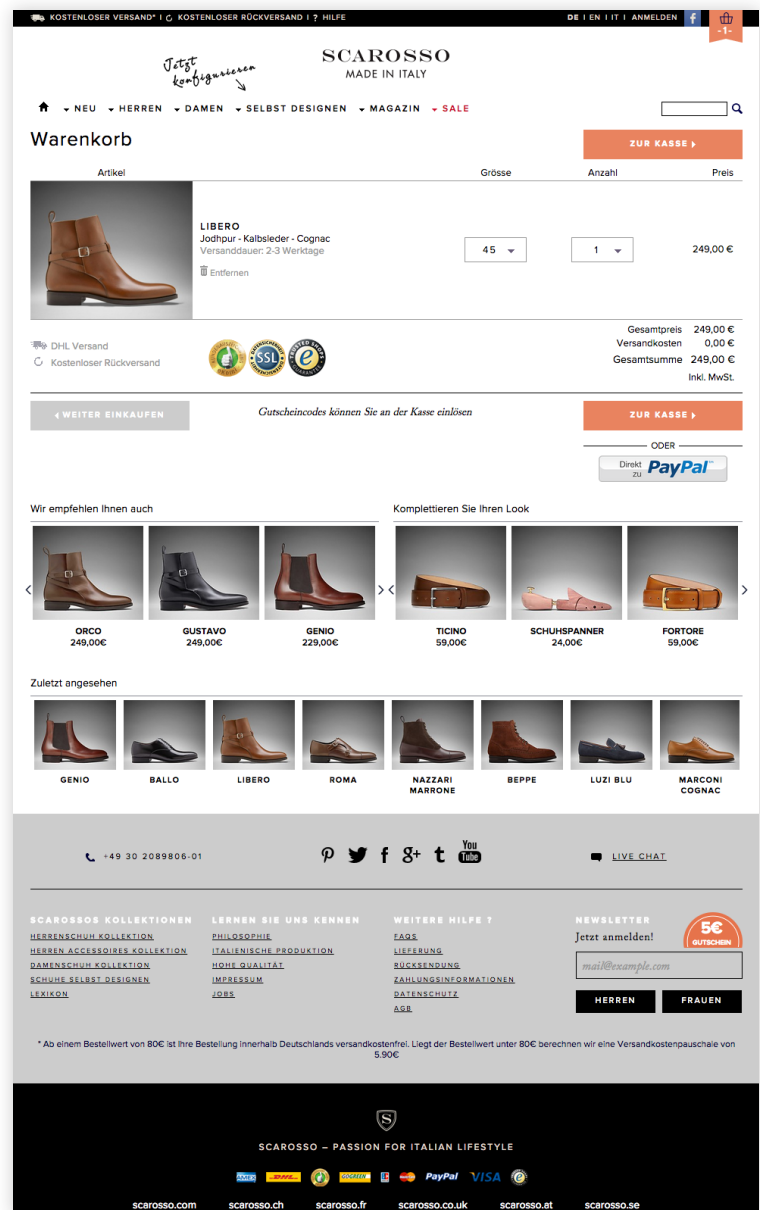 KOSTENLOSER VERSAND* I KOSTENLOSER RÜCKVERSAND I ? HILFE
DE I EN I IT I ANMELDEN f
-1-
Jetzt
konfigurieren
SCAROSSO
MADE IN ITALY
NEU HERREN DAMEN SELBST DESIGNEN MAGAZIN SALE
Warenkorb
ZUR KASSE
Artikel Grösse Anzahl Preis
LIBERO
Jodhpur - Kalbsleder - Cognac
Versanddauer: 2-3 Werktage
Entfernen
45 1 249,00 €
Gesamtpreis 249,00 €
Versandkosten 0,00 €
Gesamtsumme 249,00 €
Inkl. MwSt.
DHL Versand
Kostenloser Rückversand
SSL
TRUSTED SHOPS
GUARANTEE
WEITER EINKAUFEN
Gutscheincodes können Sie an der Kasse einlösen
ZUR KASSE
ODER
Direkt zu PayPal
Wir empfehlen Ihnen auch
Komplettieren Sie Ihren Look
ORCO GUSTAVO GENIO TICINO SCHUHSPANNER FORTORE
249,00€ 249,00€ 229,00€ 59,00€ 24,00€ 59,00€
Zuletzt angesehen
GENIO BALLO LIBERO ROMA NAZZARI MARRONE BEPPE LUZI BLU MARCONI COGNAC
+49 30 2089806-01
f g+ t You Tube
LIVE CHAT
SCAROSSOS KOLLEKTIONEN
HERRENSCHUH KOLLEKTION
HERREN ACCESSOIRES KOLLEKTION
DAMENSCHUH KOLLEKTION
SCHUHE SELBST DESIGNEN
LEXIKON
LERNEN SIE UNS KENNEN
PHILOSOPHIE
ITALIENISCHE PRODUKTION
HOHE QUALITÄT
IMPRESSUM
JOBS
WEITERE HILFE ?
FAQS
LIEFERUNG
RÜCKSENDUNG
ZAHLUNGSINFORMATIONEN
DATENSCHUTZ
AGB
NEWSLETTER
Jetzt anmelden!
5€
GUTSCHEIN
mail@example.com
HERREN FRAUEN
* Ab einem Bestellwert von 80€ ist Ihre Bestellung innerhalb Deutschlands versandkostenfrei. Liegt der Bestellwert unter 80€ berechnen wir eine Versandkostenpauschale von
5.90€
S
SCAROSSO – PASSION FOR ITALIAN LIFESTYLE
AMEX DHL GOGREEN PayPal VISA
scarosso.com scarosso.ch scarosso.fr scarosso.co.uk scarosso.at scarosso.se